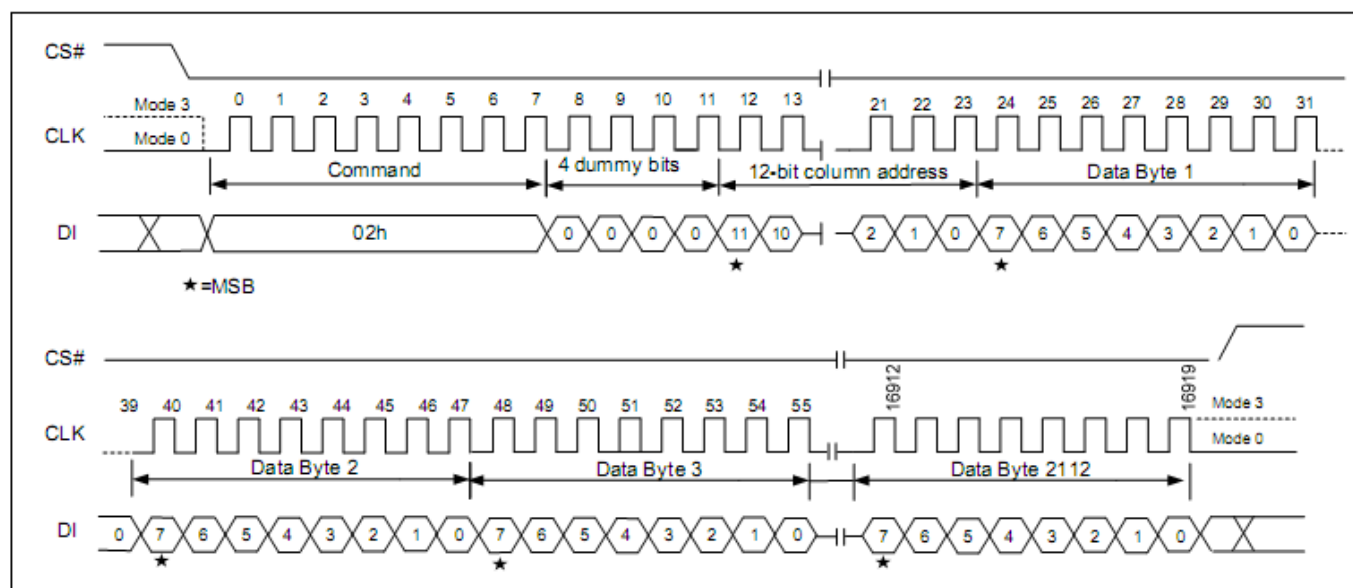 CS#
Mode 3
0 1 2 3 4 5 6 7 8 9 10 11 12 13 21 22 23 24 25 26 27 28 29 30 31
CLK
Mode 0
Command
4 dummy bits
12-bit column address
Data Byte 1
DI
02h
0 0 0 0 11 10 2 1 0 7 6 5 4 3 2 1 0
★ ★
★=MSB
CS#
16912
16919
39 40 41 42 43 44 45 46 47 48 49 50 51 52 53 54 55
Mode 3
CLK
Mode 0
Data Byte 2
Data Byte 3
Data Byte 2112
DI
0 7 6 5 4 3 2 1 0 7 6 5 4 3 2 1 0 7 6 5 4 3 2 1 0
★ ★ ★